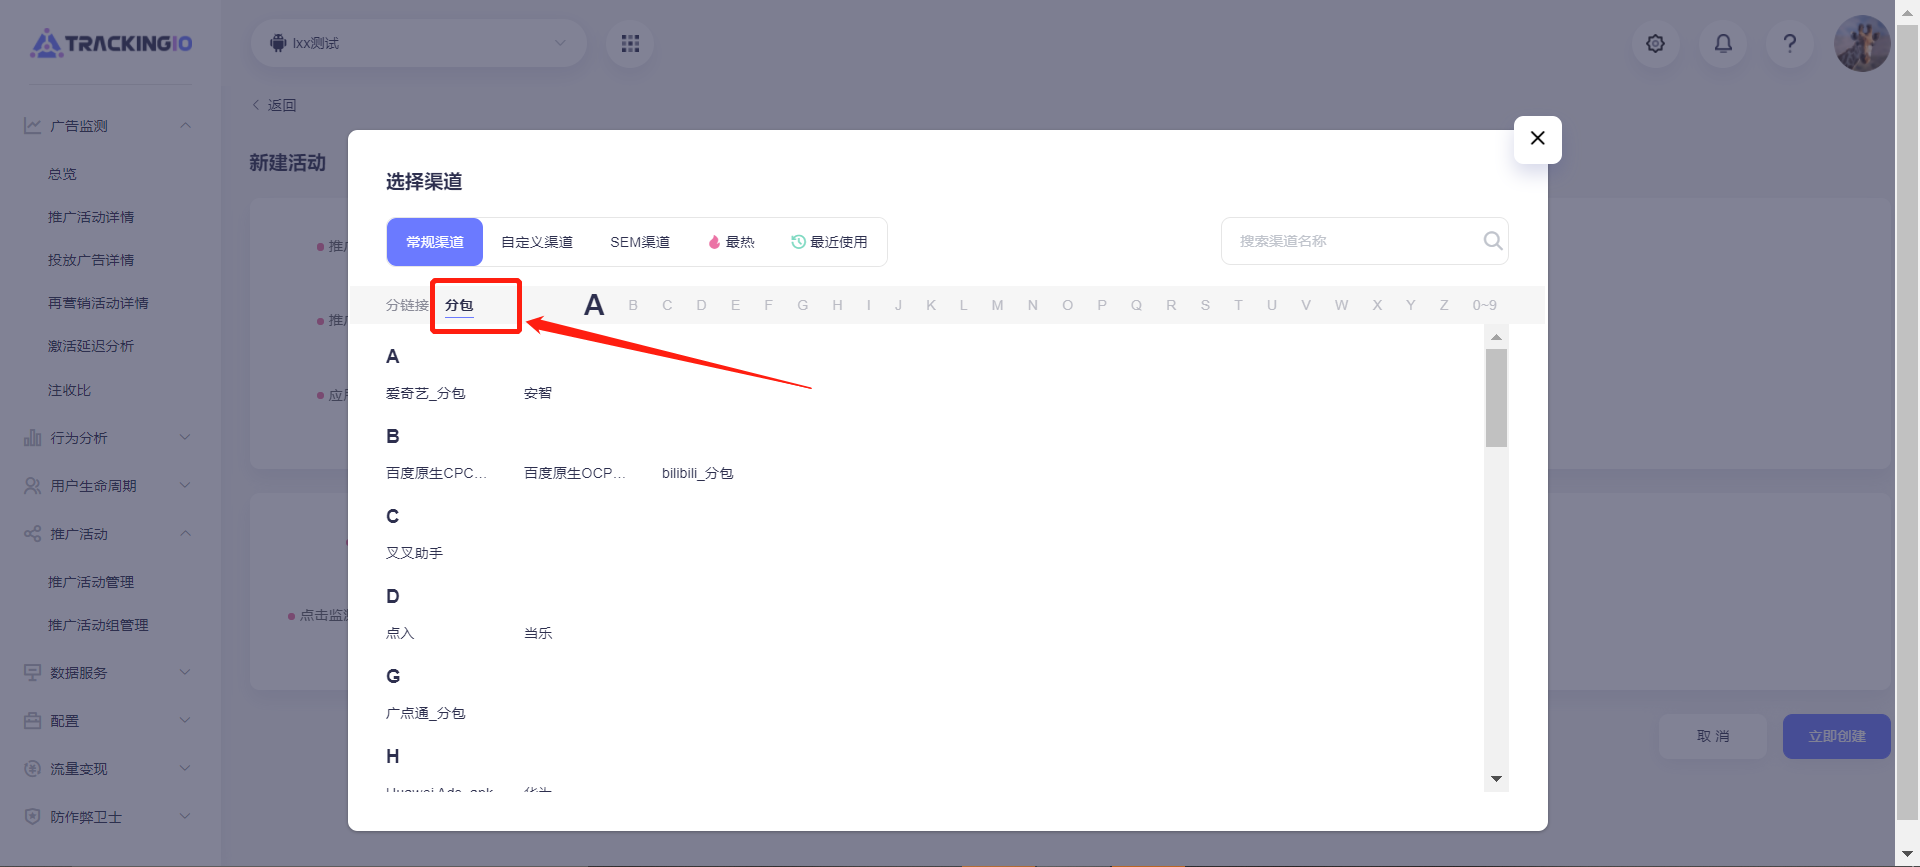 TRACKINGIO
lxx测试
返回
广告监测
总览
推广活动详情
投放广告详情
再营销活动详情
激活延迟分析
注收比
行为分析
用户生命周期
推广活动
推广活动管理
推广活动组管理
数据服务
配置
流量变现
防作弊卫士
新建活动
推
推
应
点击监
选择渠道
常规渠道 自定义渠道 SEM渠道 最热 最近使用
搜索渠道名称
分链接 分包 A B C D E F G H I J K L M N O P Q R S T U V W X Y Z 0~9
A
爱奇艺_分包 安智
B
百度原生CPC... 百度原生OCP... bilibili_分包
C
叉叉助手
D
点入 当乐
G
广点通_分包
H
Huawei Ads_apk 华为
取 消 立即创建